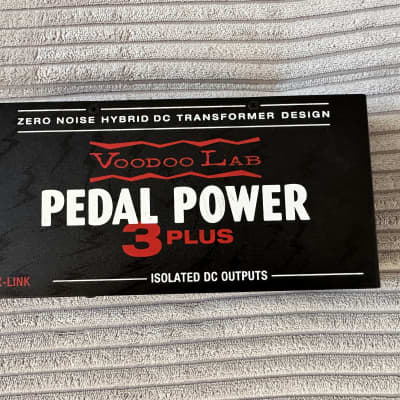 ZERO NOISE HYBRID DC TRANSFORMER DESIGN
VOODOO LAB
PEDAL POWER
3 PLUS
-LINK
ISOLATED DC OUTPUTS